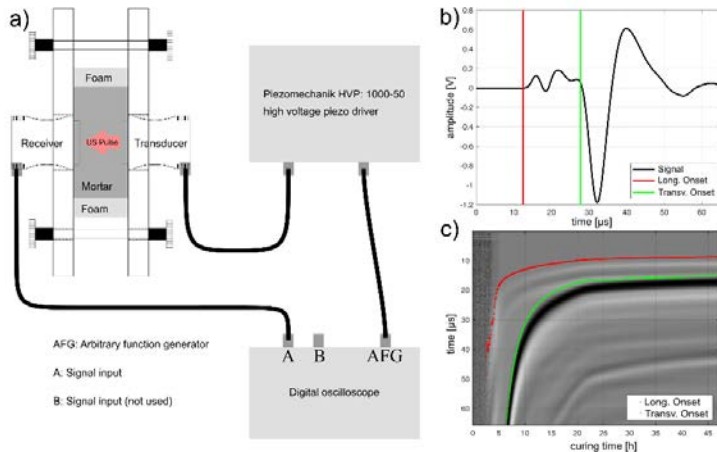 a)
Foam
Receiver
US Pulse
Transducer
Mortar
Foam
Piezomechanik HVP: 1000-50
high voltage piezo driver
AFG: Arbitrary function generator
A: Signal input
B: Signal input (not used)
A B AFG
Digital oscilloscope
b)
amplitude [V]
0.8
0.6
0.4
0.2
0
-0.2
-0.4
-0.6
-0.8
-1
-1.2
0 10 20 30 40 50 60
time [µs]
Signal
Long. Onset
Transv. Onset
c)
time [µs]
10
20
30
40
50
60
0 5 10 15 20 25 30 35 40 45
curing time [h]
Long. Onset
Transv. Onset